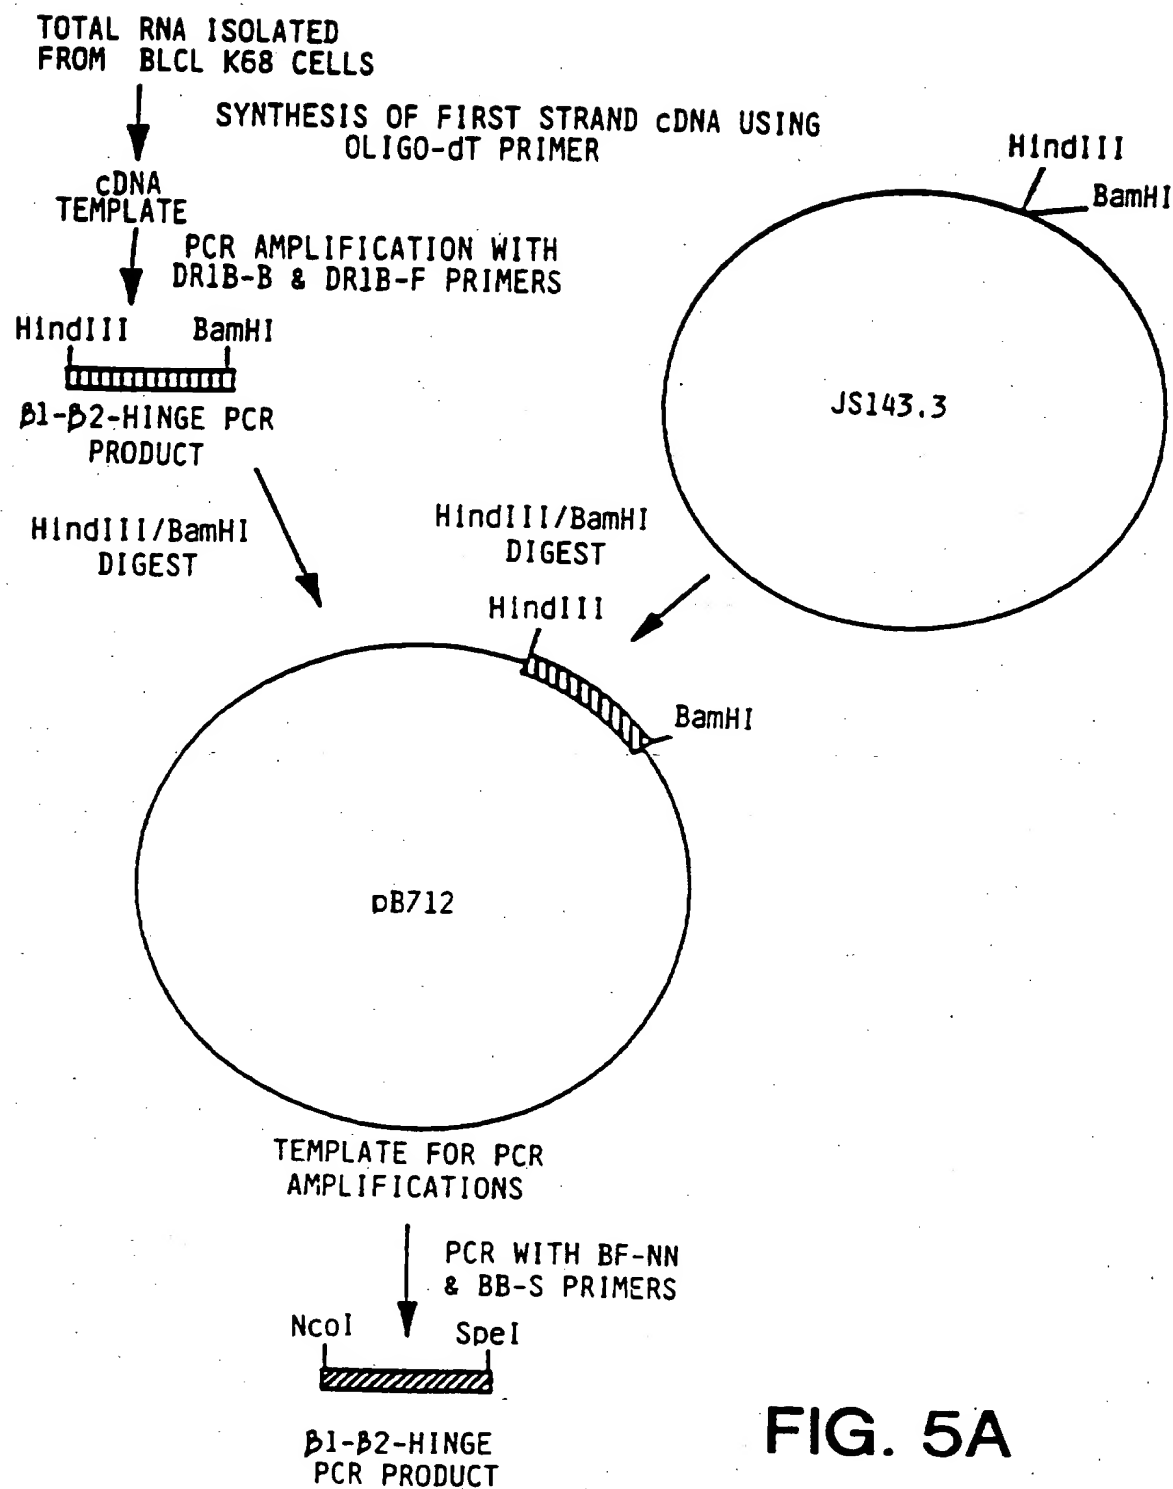 TOTAL RNA ISOLATED
FROM BLCL K68 CELLS
SYNTHESIS OF FIRST STRAND cDNA USING
OLIGO-dT PRIMER
cDNA
TEMPLATE
PCR AMPLIFICATION WITH
DR1B-B & DR1B-F PRIMERS
HindIII BamHI
β1-β2-HINGE PCR
PRODUCT
HindIII
BamHI
JS143.3
HindIII/BamHI
DIGEST
HindIII/BamHI
DIGEST
HindIII
BamHI
pB712
TEMPLATE FOR PCR
AMPLIFICATIONS
PCR WITH BF-NN
& BB-S PRIMERS
NcoI SpeI
β1-β2-HINGE
PCR PRODUCT
FIG. 5A